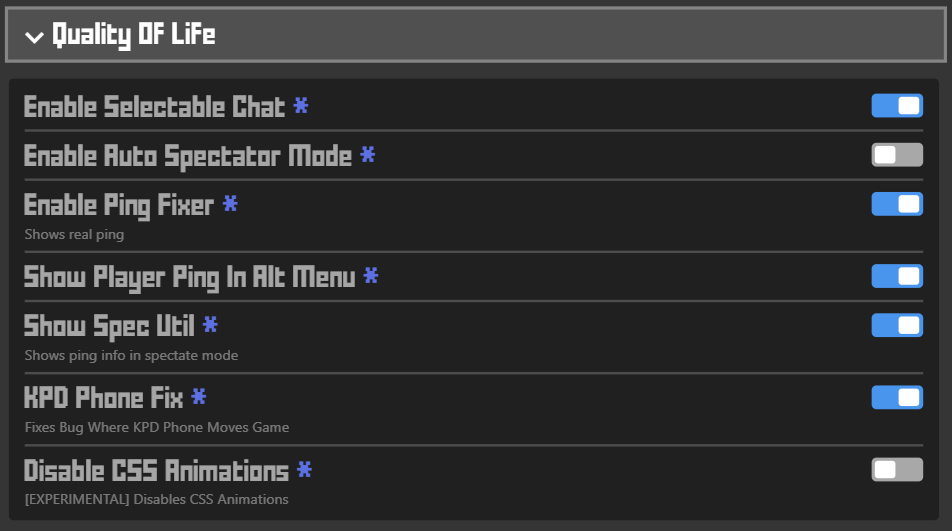 Quality Of Life
Enable Selectable Chat *
Enable Auto Spectator Mode *
Enable Ping Fixer *
Shows real ping
Show Player Ping In Alt Menu *
Show Spec Util *
Shows ping info in spectate mode
KPD Phone Fix *
Fixes Bug Where KPD Phone Moves Game
Disable CSS Animations *
[EXPERIMENTAL] Disables CSS Animations